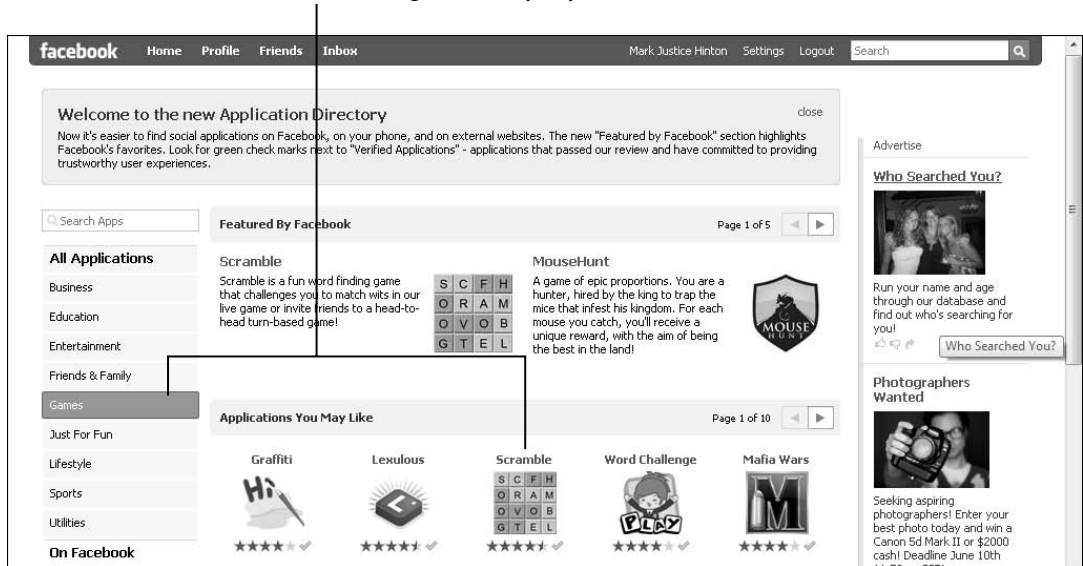 facebook Home Profile Friends Inbox Mark Justice Hinton Settings Logout Search
Welcome to the new Application Directory
close
Now it's easier to find social applications on Facebook, on your phone, and on external websites. The new "Featured by Facebook" section highlights
Facebook's favorites. Look for green check marks next to "Verified Applications" - applications that passed our review and have committed to providing
trustworthy user experiences.
Search Apps
All Applications
Business
Education
Entertainment
Friends & Family
Games
Just For Fun
Lifestyle
Sports
Utilities
On Facebook
Featured By Facebook
Page 1 of 5
Scramble
Scramble is a fun word finding game
that challenges you to match wits in our
live game or invite friends to a head-to-
head turn-based game!
S C F H
O R A M
O V O B
G T E L
MouseHunt
A game of epic proportions. You are a
hunter, hired by the king to trap the
mice that infest his kingdom. For each
mouse you catch, you'll receive a
unique reward, with the aim of being
the best in the land!
MOUSE
HUNT
Applications You May Like
Page 1 of 10
Graffiti
Hi
Lexulous
L
Scramble
S C F H
O R A M
O V O B
G T E L
Word Challenge
PLAY
Mafia Wars
M
Advertise
Who Searched You?
Run your name and age
through our database and
find out who's searching for
you!
Who Searched You?
Photographers
Wanted
Seeking aspiring
photographers! Enter your
best photo today and win a
Canon 5d Mark II or $2000
cash! Deadline June 10th